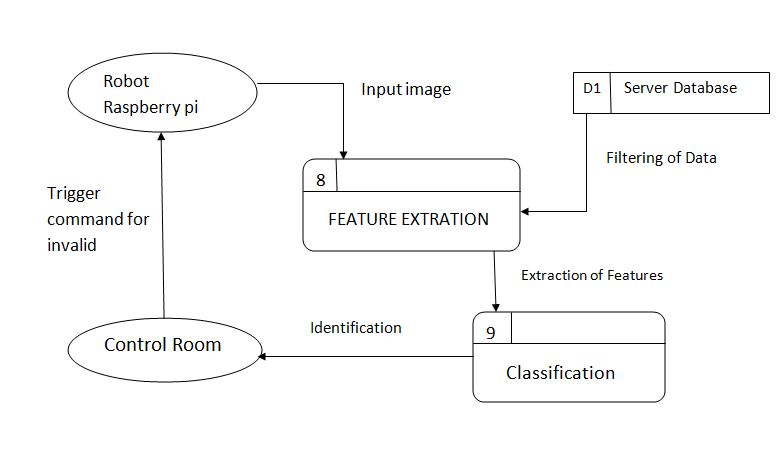 Robot
Raspberry pi
Input image
D1 Server Database
Filtering of Data
8
FEATURE EXTRATION
Trigger
command for
invalid
Extraction of Features
Identification
9
Control Room
Classification